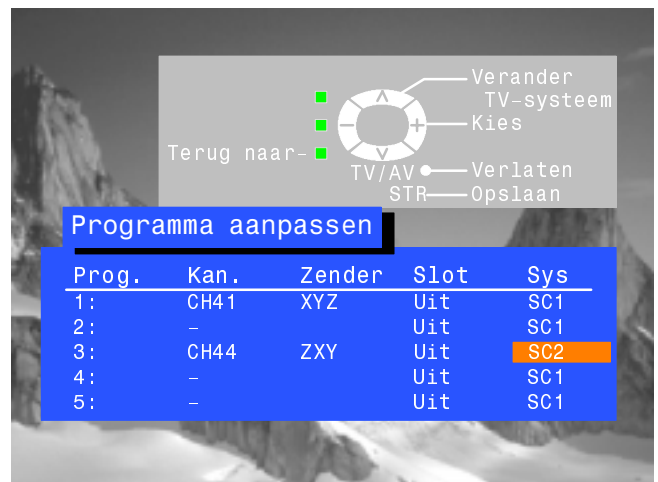 Verander
TV-systeem
Kies
Terug naar-
TV/AV Verlaten
STR Opslaan
Programma aanpassen
Prog. Kan. Zender Slot Sys
1: CH41 XYZ Uit SC1
2: – Uit SC1
3: CH44 ZXY Uit SC2
4: – Uit SC1
5: – Uit SC1